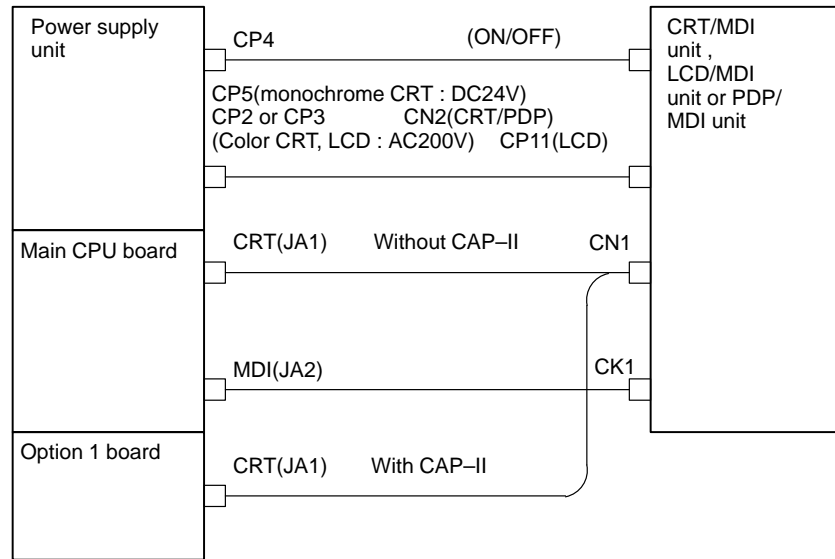 Power supply
unit
CP4 (ON/OFF)
CRT/MDI
unit ,
LCD/MDI
unit or PDP/
MDI unit
CP5(monochrome CRT : DC24V)
CP2 or CP3 CN2(CRT/PDP)
(Color CRT, LCD : AC200V) CP11(LCD)
Main CPU board
CRT(JA1) Without CAP–II CN1
MDI(JA2) CK1
Option 1 board
CRT(JA1) With CAP–II